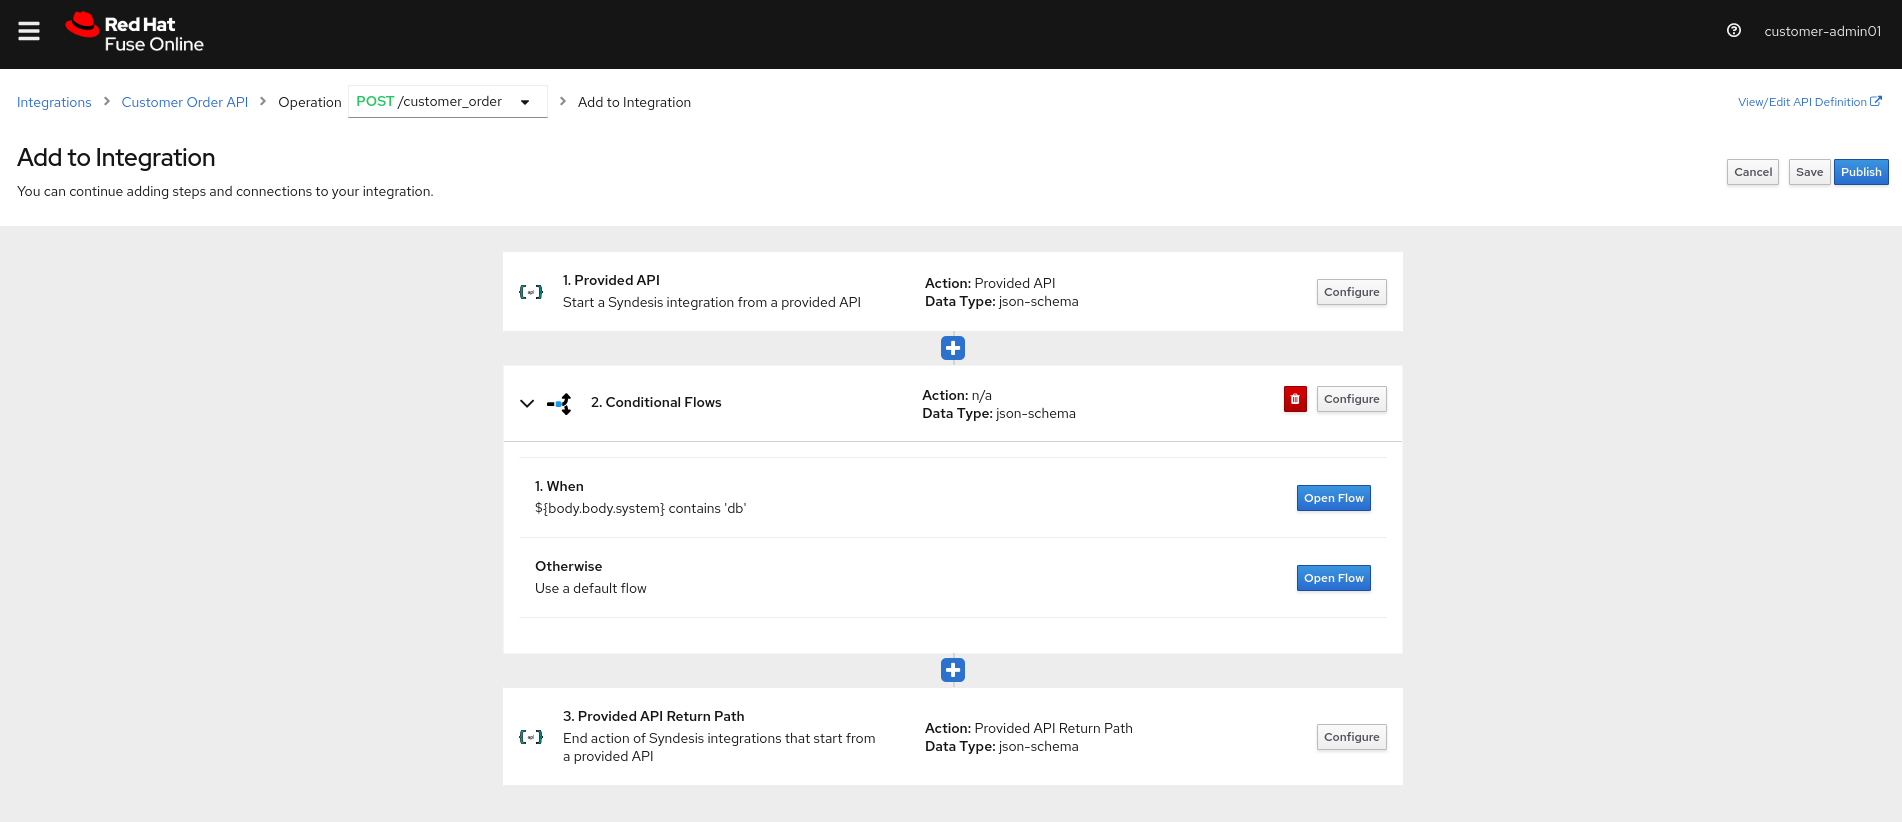 Red Hat
Fuse Online
customer-admin01
Integrations > Customer Order API > Operation POST /customer_order > Add to Integration
View/Edit API Definition
Add to Integration
You can continue adding steps and connections to your integration.
Cancel
Save
Publish
1. Provided API
Start a Syndesis integration from a provided API
Action: Provided API
Data Type: json-schema
Configure
2. Conditional Flows
Action: n/a
Data Type: json-schema
Configure
1. When
${body.body.system} contains 'db'
Open Flow
Otherwise
Use a default flow
Open Flow
3. Provided API Return Path
End action of Syndesis integrations that start from
a provided API
Action: Provided API Return Path
Data Type: json-schema
Configure